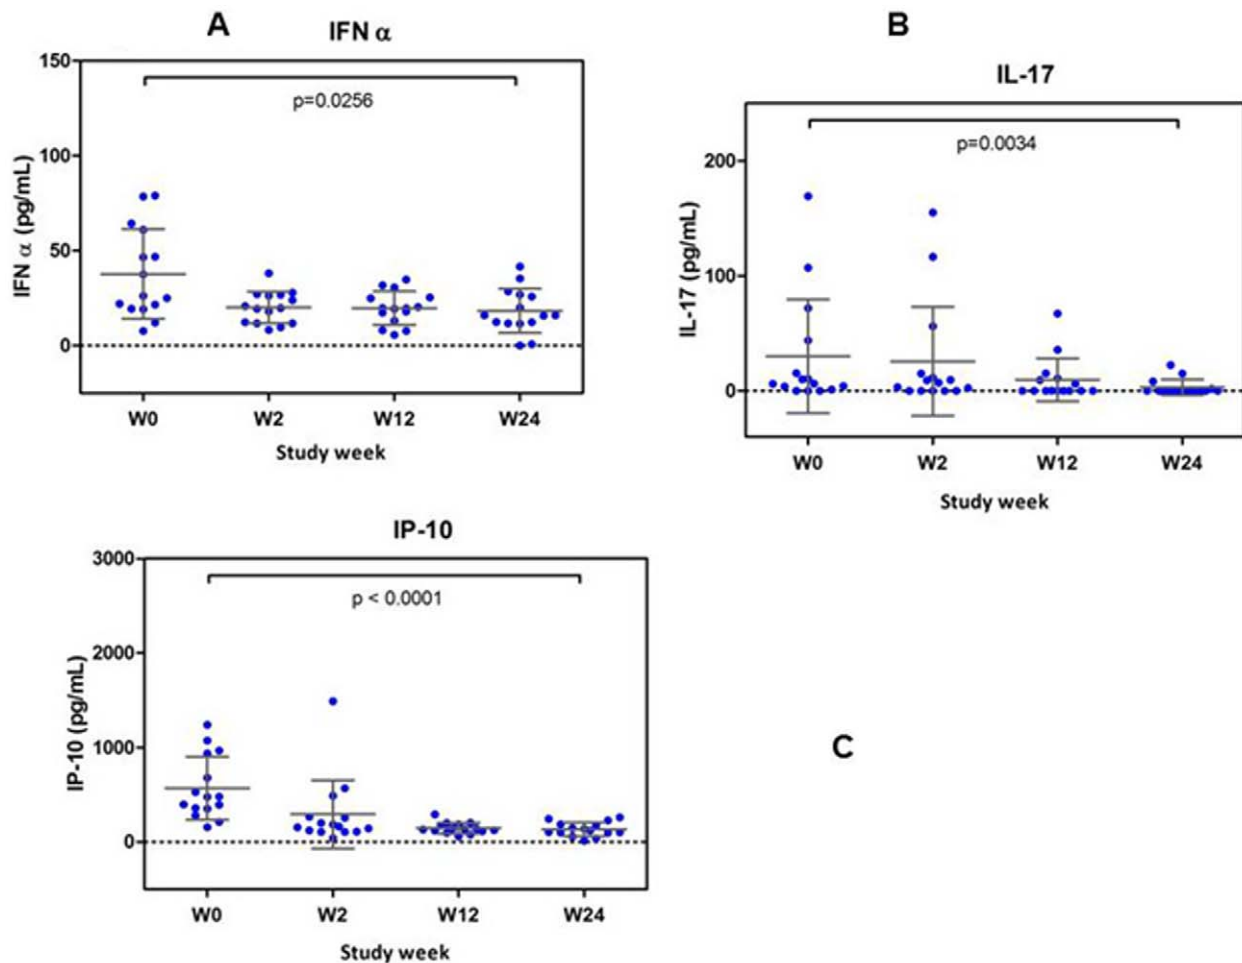 A
IFN α
150
100
50
0
IFN α (pg/mL)
p=0.0256
W0 W2 W12 W24
Study week
B
IL-17
200
100
0
IL-17 (pg/mL)
p=0.0034
W0 W2 W12 W24
Study week
IP-10
3000
2000
1000
0
IP-10 (pg/mL)
p < 0.0001
W0 W2 W12 W24
Study week
C